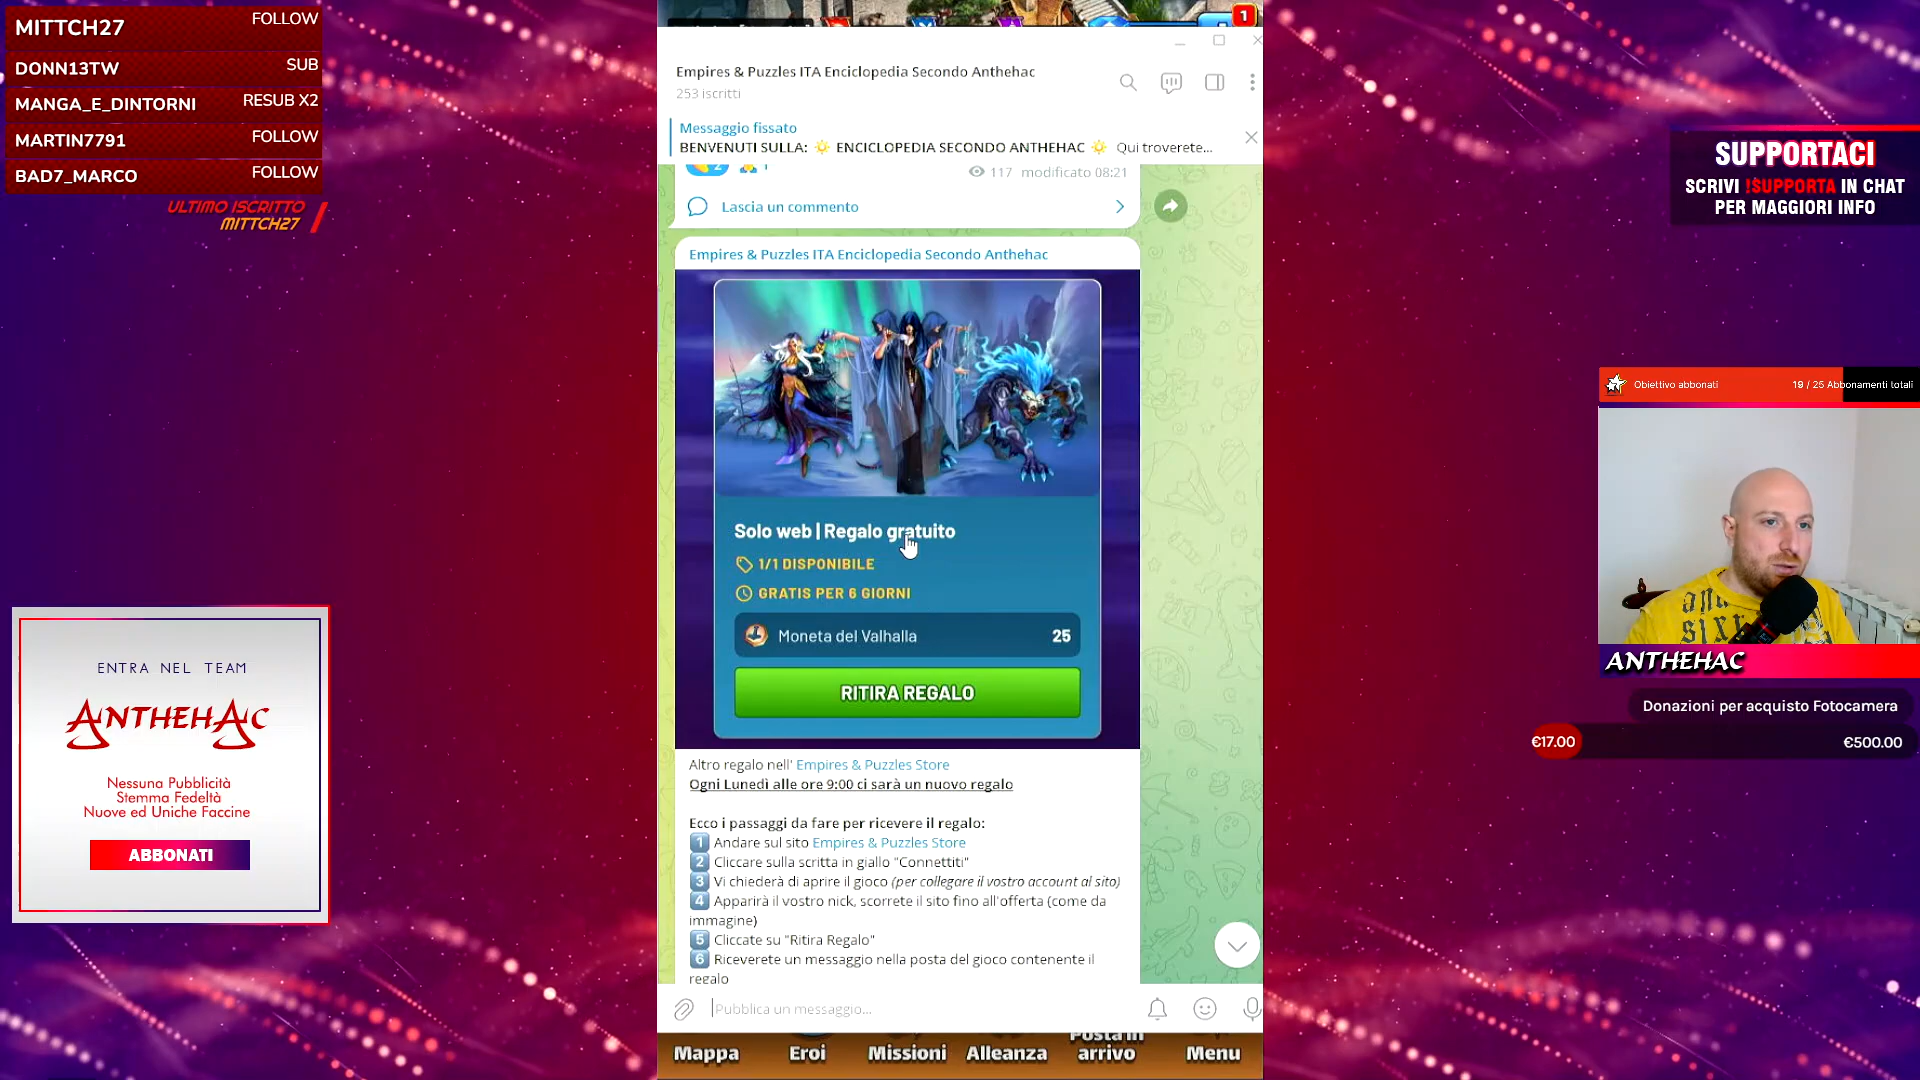 MITTCH27 FOLLOW
DONN13TW SUB
MANGA_E_DINTORNI RESUB X2
MARTIN7791 FOLLOW
BAD7_MARCO FOLLOW
ULTIMO ISCRITTO
MITTCH27
ENTRA NEL TEAM
ANTHEHAC
Nessuna Pubblicità
Stemma Fedeltà
Nuove ed Uniche Faccine
ABBONATI
1
Empires & Puzzles ITA Enciclopedia Secondo Anthehac
253 iscritti
Messaggio fissato
BENVENUTI SULLA: ☀️ ENCICLOPEDIA SECONDO ANTHEHAC ☀️ Qui troverete...
117 modificato 08:21
Lascia un commento
Empires & Puzzles ITA Enciclopedia Secondo Anthehac
Solo web | Regalo gratuito
1/1 DISPONIBILE
GRATIS PER 6 GIORNI
Moneta del Valhalla 25
RITIRA REGALO
Altro regalo nell' Empires & Puzzles Store
Ogni Lunedì alle ore 9:00 ci sarà un nuovo regalo
Ecco i passaggi da fare per ricevere il regalo:
1 Andare sul sito Empires & Puzzles Store
2 Cliccare sulla scritta in giallo "Connettiti"
3 Vi chiederà di aprire il gioco (per collegare il vostro account al sito)
4 Apparirà il vostro nick, scorrete il sito fino all'offerta (come da
immagine)
5 Cliccate su "Ritira Regalo"
6 Riceverete un messaggio nella posta del gioco contenente il
regalo
Pubblica un messaggio...
Mappa Eroi Missioni Alleanza Posta in arrivo Menu
SUPPORTACI
SCRIVI !SUPPORTA IN CHAT
PER MAGGIORI INFO
Obiettivo abbonati 19 / 25 Abbonamenti totali
ANTHEHAC
Donazioni per acquisto Fotocamera
€17.00 €500.00